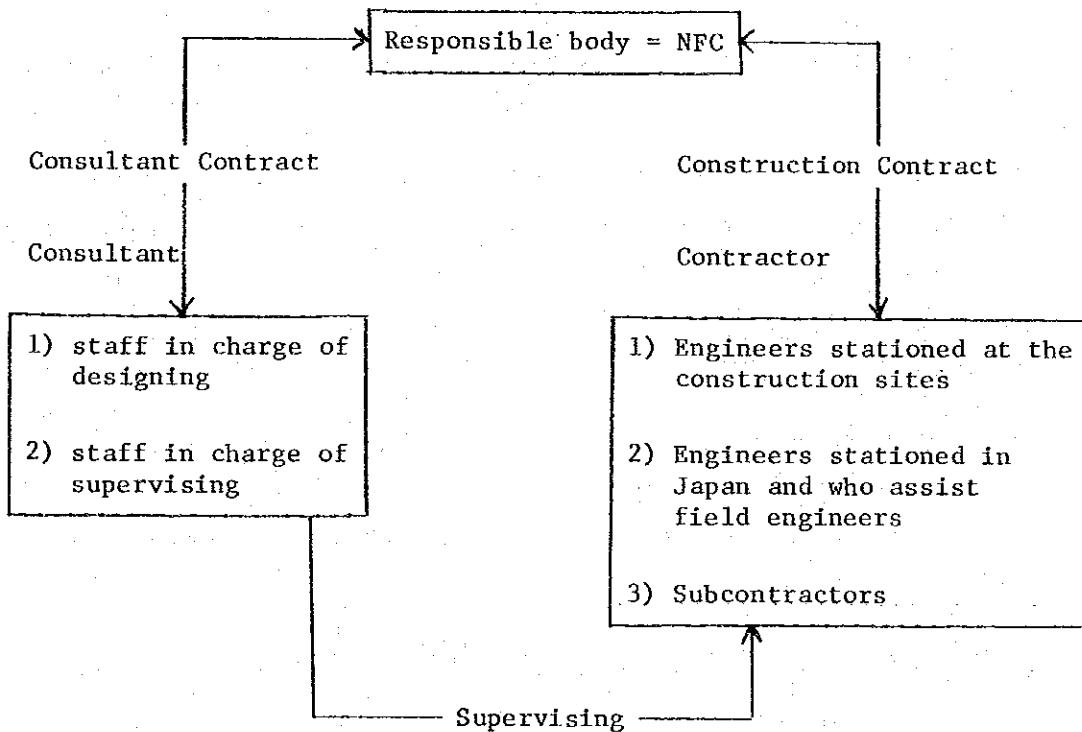 Responsible body = NFC
Consultant Contract
Construction Contract
Consultant
Contractor
1) staff in charge of
designing
2) staff in charge of
supervising
1) Engineers stationed at the
construction sites
2) Engineers stationed in
Japan and who assist
field engineers
3) Subcontractors
Supervising